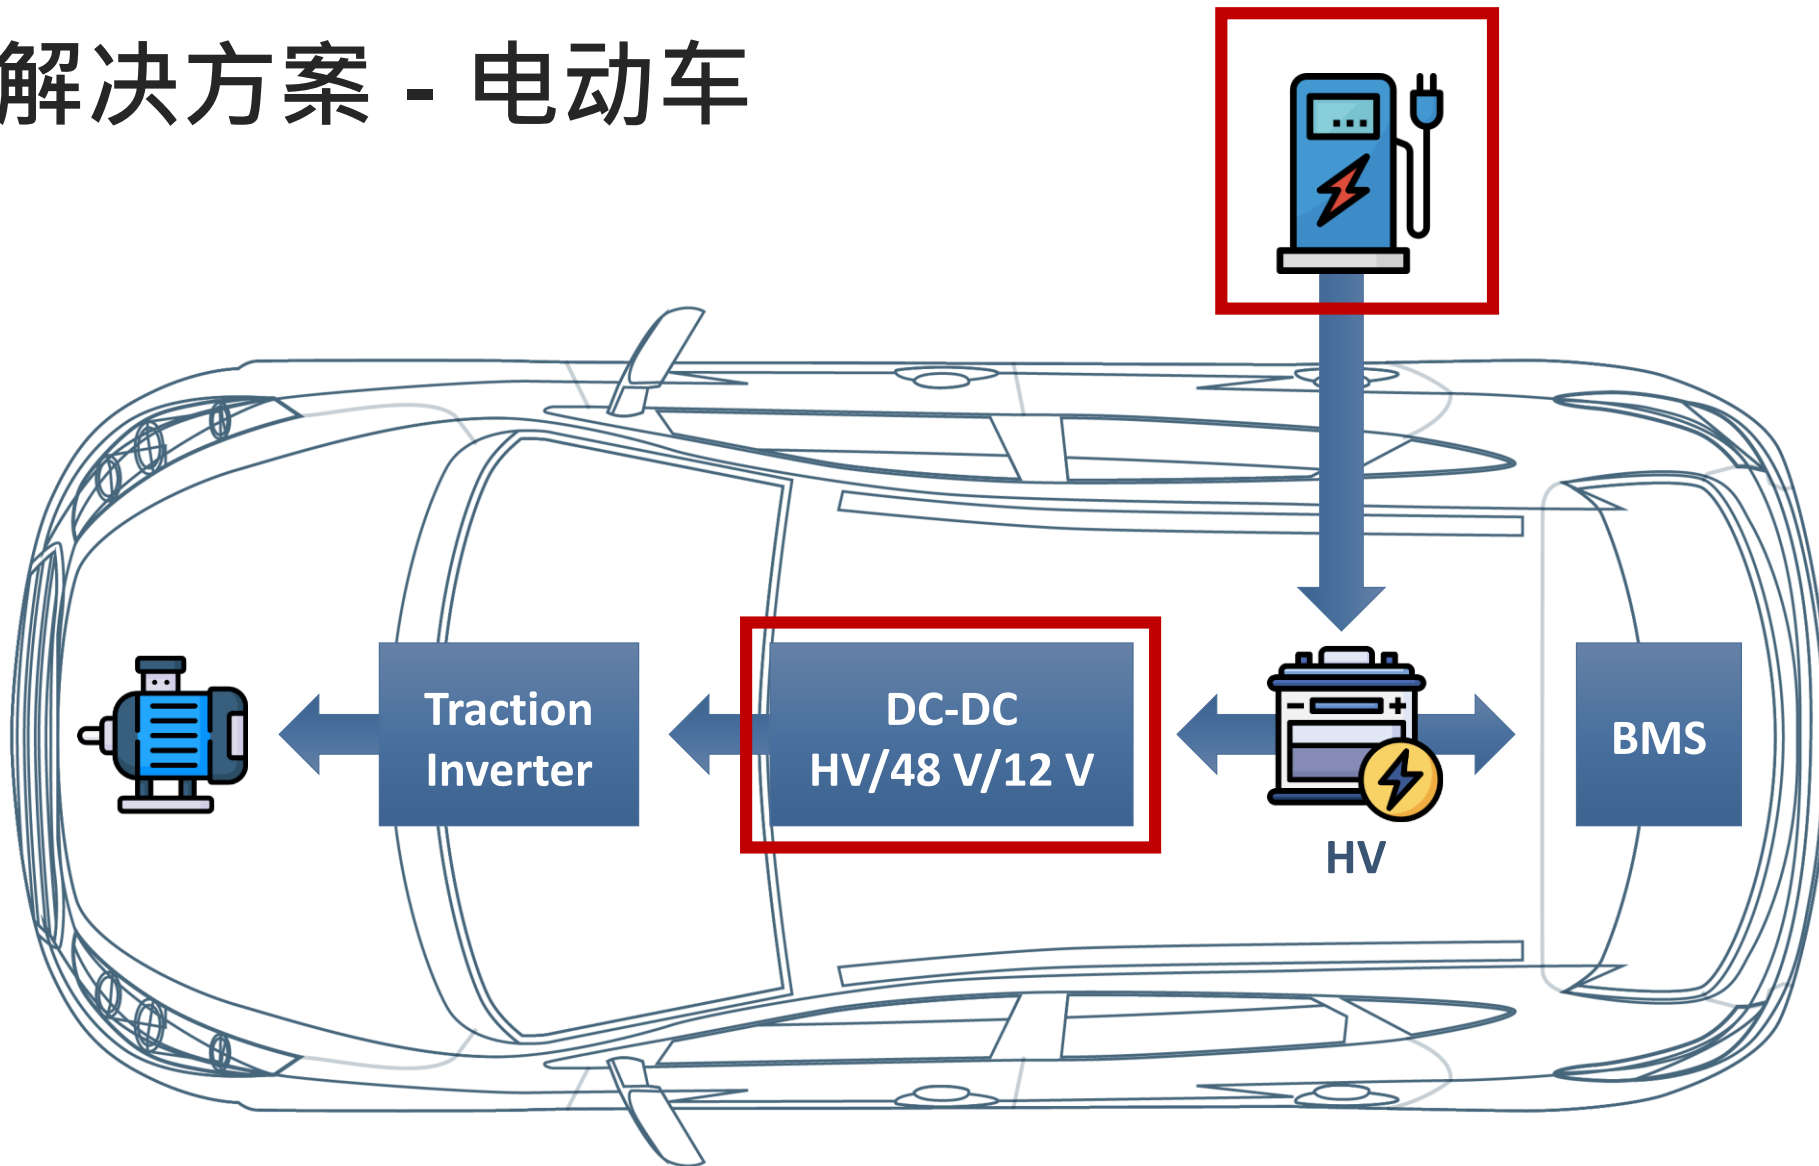 解决方案 - 电动车
Traction
Inverter
DC-DC
HV/48 V/12 V
HV
BMS